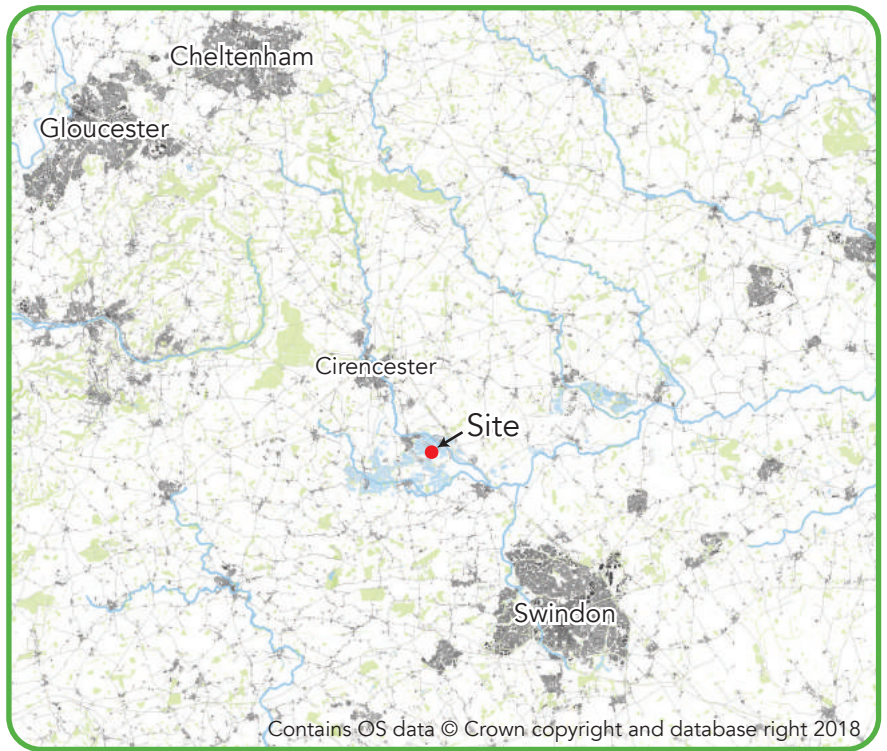 Cheltenham
Gloucester
Cirencester
Site
Swindon
Contains OS data © Crown copyright and database right 2018